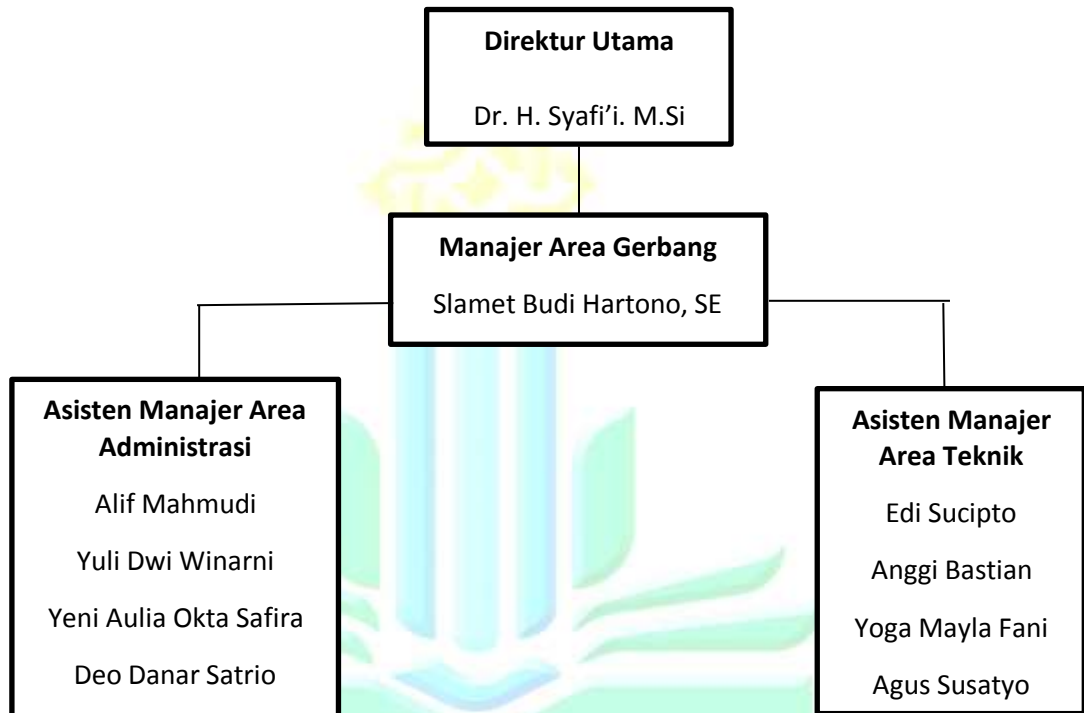 Direktur Utama
Dr. H. Syafi’i. M.Si
Manajer Area Gerbang
Slamet Budi Hartono, SE
Asisten Manajer Area
Administrasi
Alif Mahmudi
Yuli Dwi Winarni
Yeni Aulia Okta Safira
Deo Danar Satrio
Asisten Manajer
Area Teknik
Edi Sucipto
Anggi Bastian
Yoga Mayla Fani
Agus Susatyo